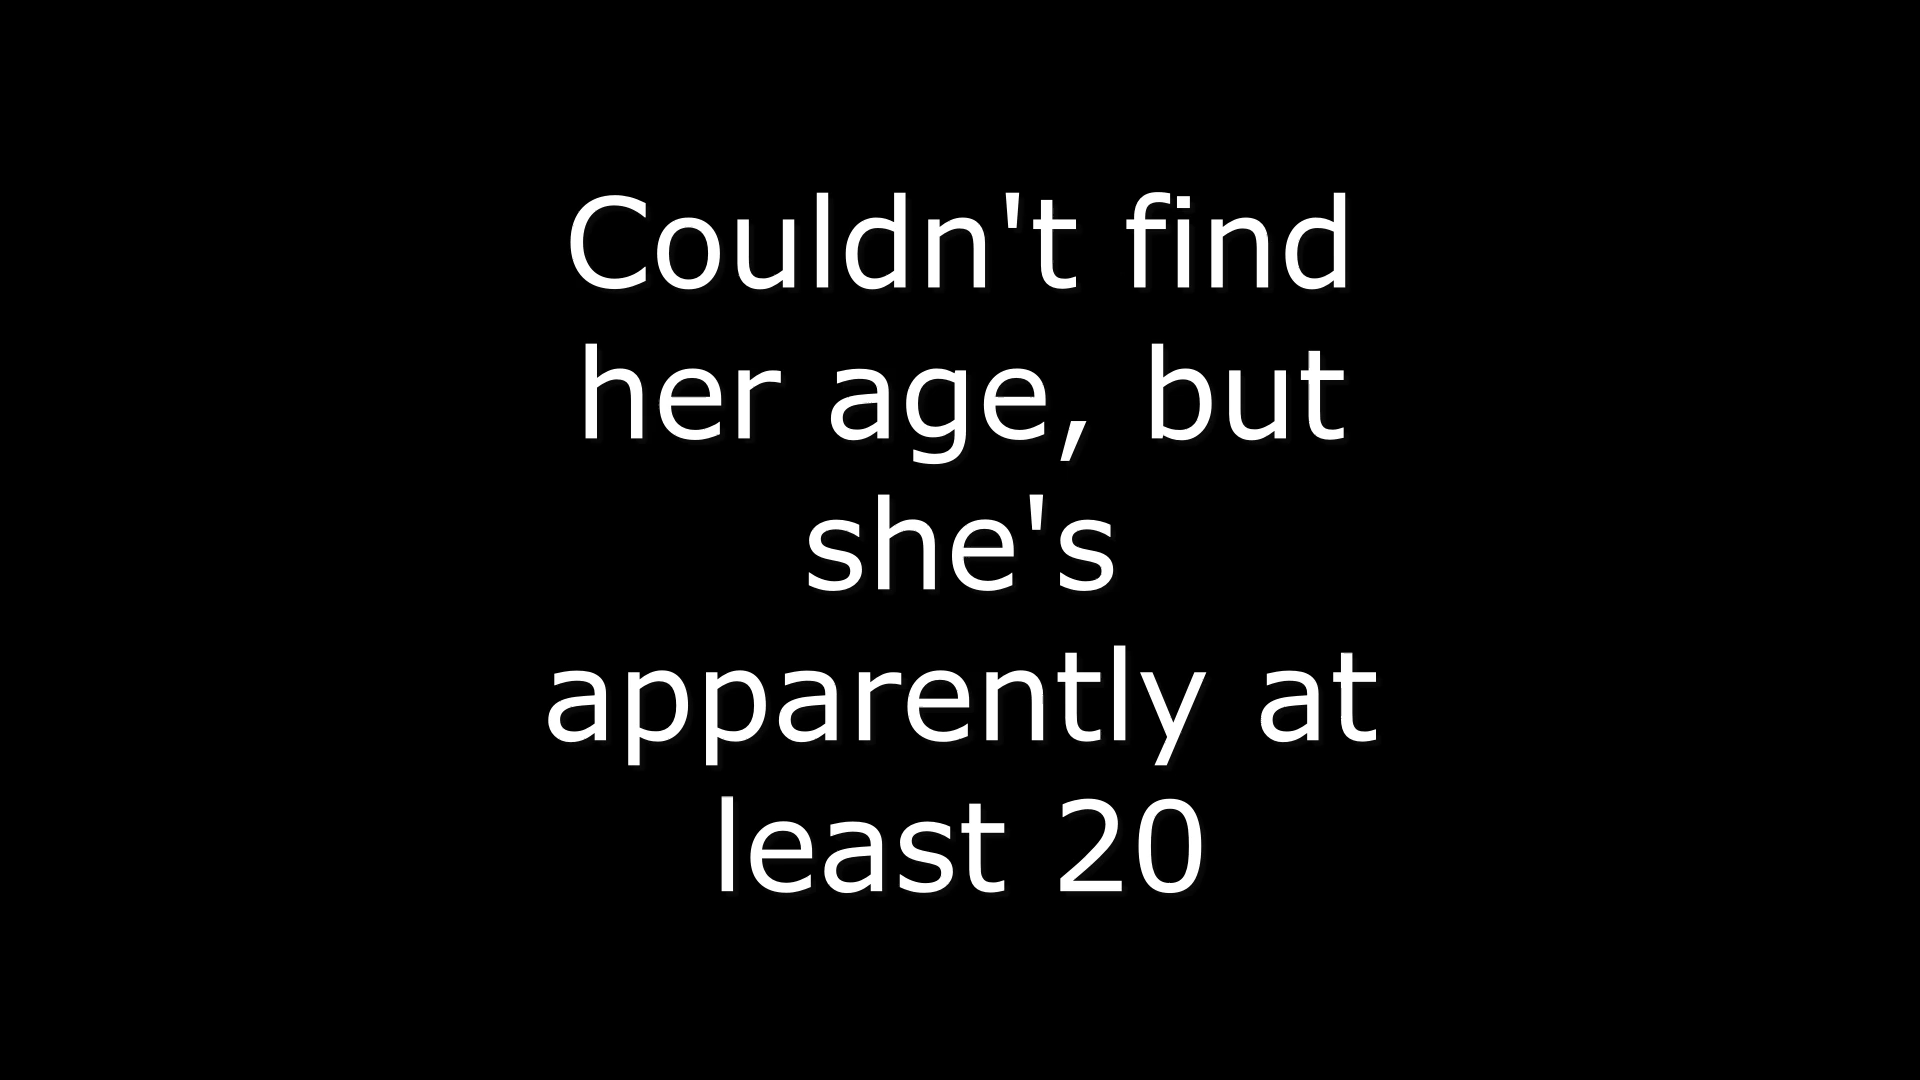 Couldn't find
her age, but
she's
apparently at
least 20